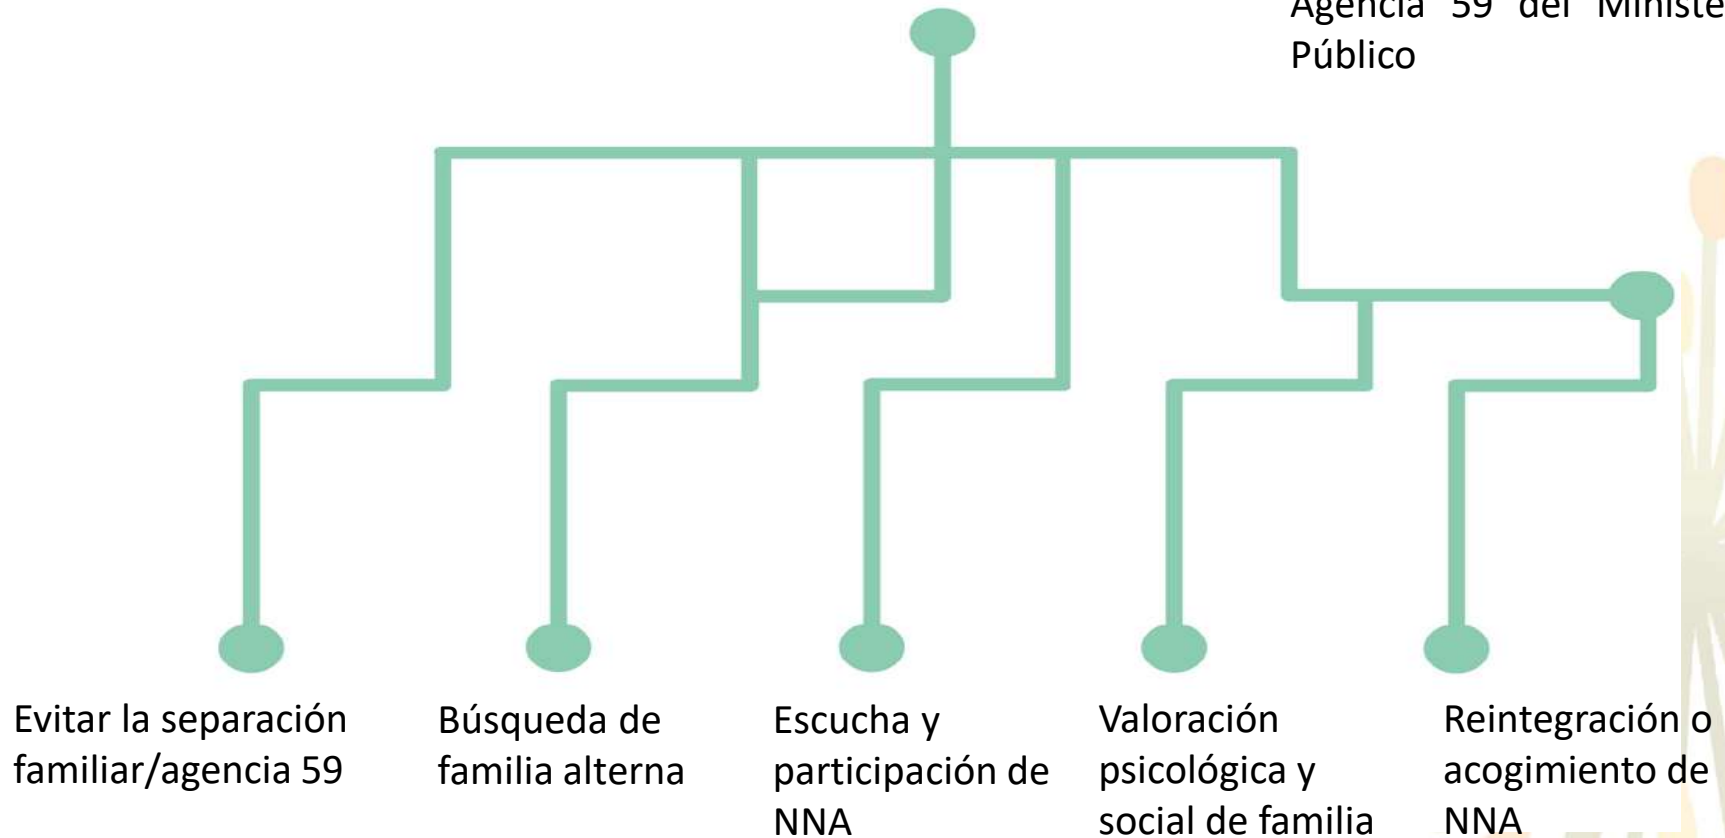 Agencia 59 del Ministe
Público
Evitar la separación
familiar/agencia 59
Búsqueda de
familia alterna
Escucha y
participación de
NNA
Valoración
psicológica y
social de familia
Reintegración o
acogimiento de
NNA